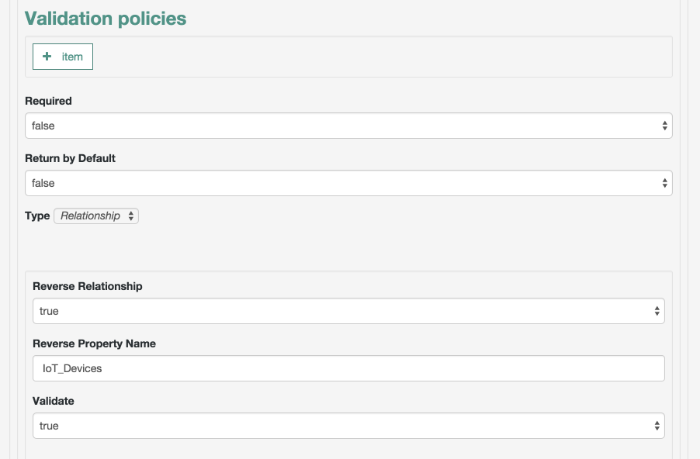 Validation policies
+ item
Required
false
Return by Default
false
Type Relationship
Reverse Relationship
true
Reverse Property Name
IoT_Devices
Validate
true